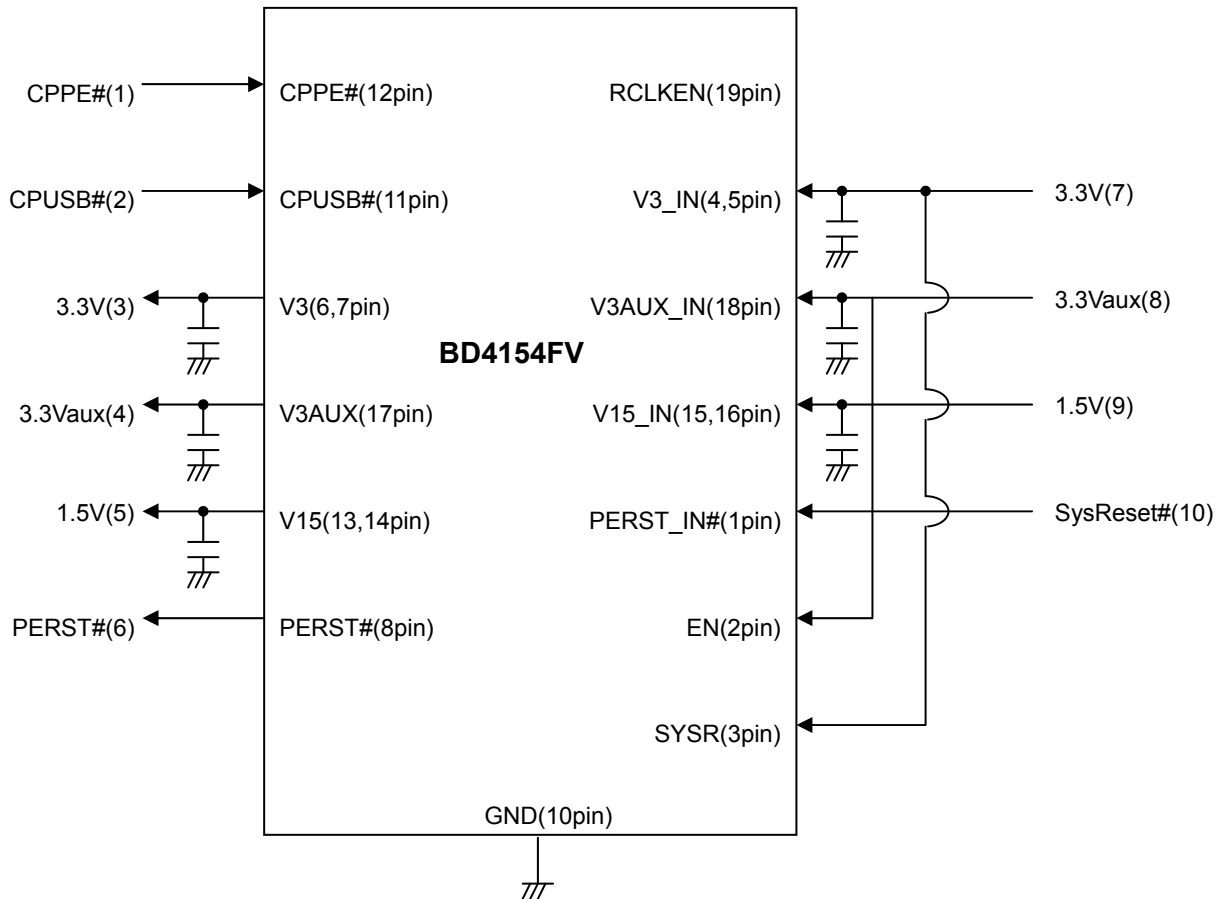 CPPE#(1)
CPPE#(12pin)
RCLKEN(19pin)
CPUSB#(2)
CPUSB#(11pin)
V3_IN(4,5pin)
3.3V(7)
3.3V(3)
V3(6,7pin)
V3AUX_IN(18pin)
3.3Vaux(8)
BD4154FV
3.3Vaux(4)
V3AUX(17pin)
V15_IN(15,16pin)
1.5V(9)
1.5V(5)
V15(13,14pin)
PERST_IN#(1pin)
SysReset#(10)
PERST#(6)
PERST#(8pin)
EN(2pin)
SYSR(3pin)
GND(10pin)